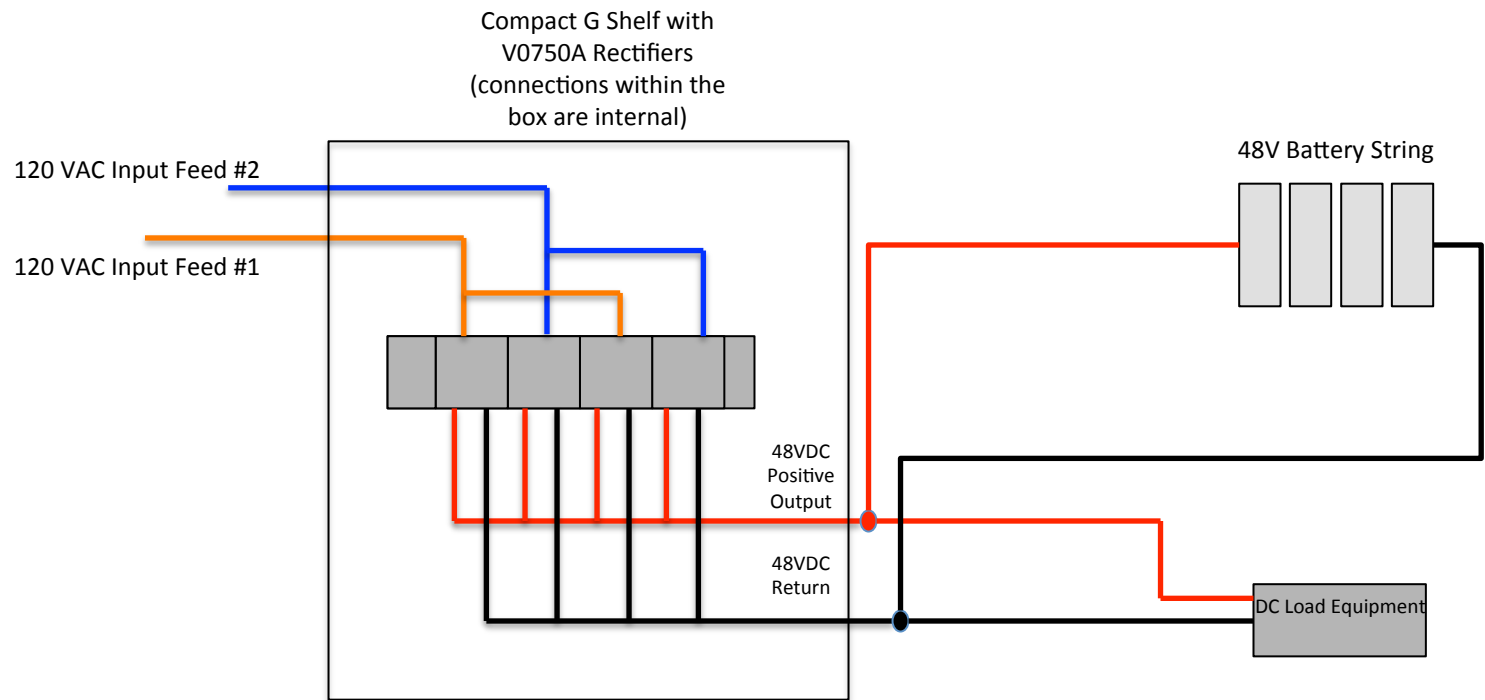 Compact G Shelf with
V0750A Rectifiers
(connections within the
box are internal)
120 VAC Input Feed #2
120 VAC Input Feed #1
48V Battery String
48VDC
Positive
Output
48VDC
Return
DC Load Equipment